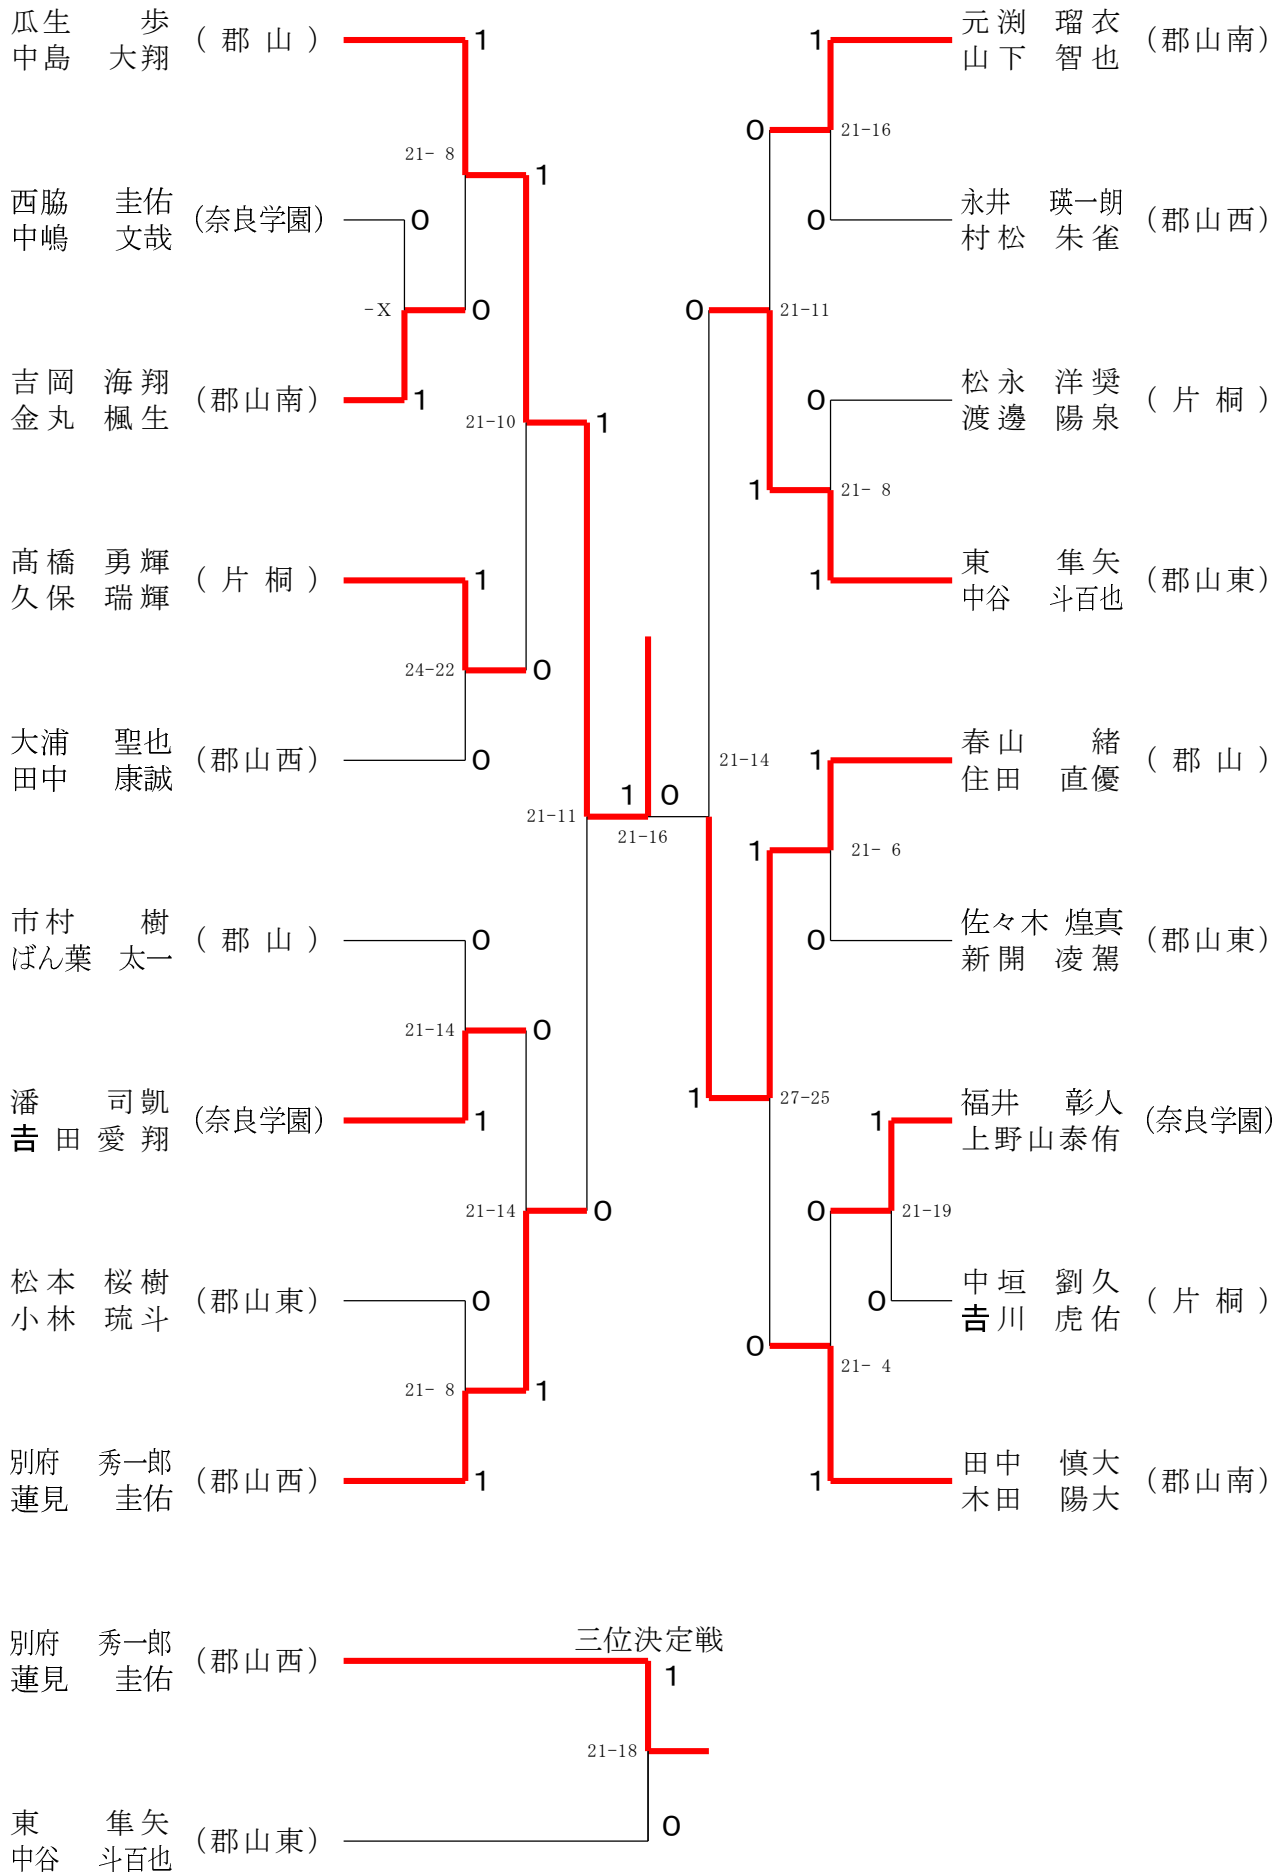 瓜生 歩
中島 大翔
(郡山)
1
21- 8
1
西脇 圭佑
中嶋 文哉
(奈良学園)
0
-X
0
吉岡 海翔
金丸 楓生
(郡山南)
1
21-10
1
髙橋 勇輝
久保 瑞輝
(片桐)
1
24-22
0
大浦 聖也
田中 康誠
(郡山西)
0
21-11
1 0
21-16
市村 樹
ばん葉 太一
(郡山)
0
21-14
0
潘 司凱
𠮷田 愛翔
(奈良学園)
1
21-14
0
松本 桜樹
小林 琉斗
(郡山東)
0
21- 8
1
別府 秀一郎
蓮見 圭佑
(郡山西)
1
1
元渕 瑠衣
山下 智也
(郡山南)
0
21-16
0
永井 瑛一朗
村松 朱雀
(郡山西)
0
21-11
0
松永 洋奨
渡邊 陽泉
(片桐)
1
21- 8
1
東 隼矢
中谷 斗百也
(郡山東)
21-14
1
春山 緒
住田 直優
(郡山)
1
21- 6
0
佐々木 煌真
新開 凌駕
(郡山東)
1
27-25
1
福井 彰人
上野山泰侑
(奈良学園)
0
21-19
0
中垣 劉久
𠮷川 虎佑
(片桐)
0
21- 4
1
田中 慎大
木田 陽大
(郡山南)
三位決定戦
別府 秀一郎
蓮見 圭佑
(郡山西)
1
21-18
0
東 隼矢
中谷 斗百也
(郡山東)